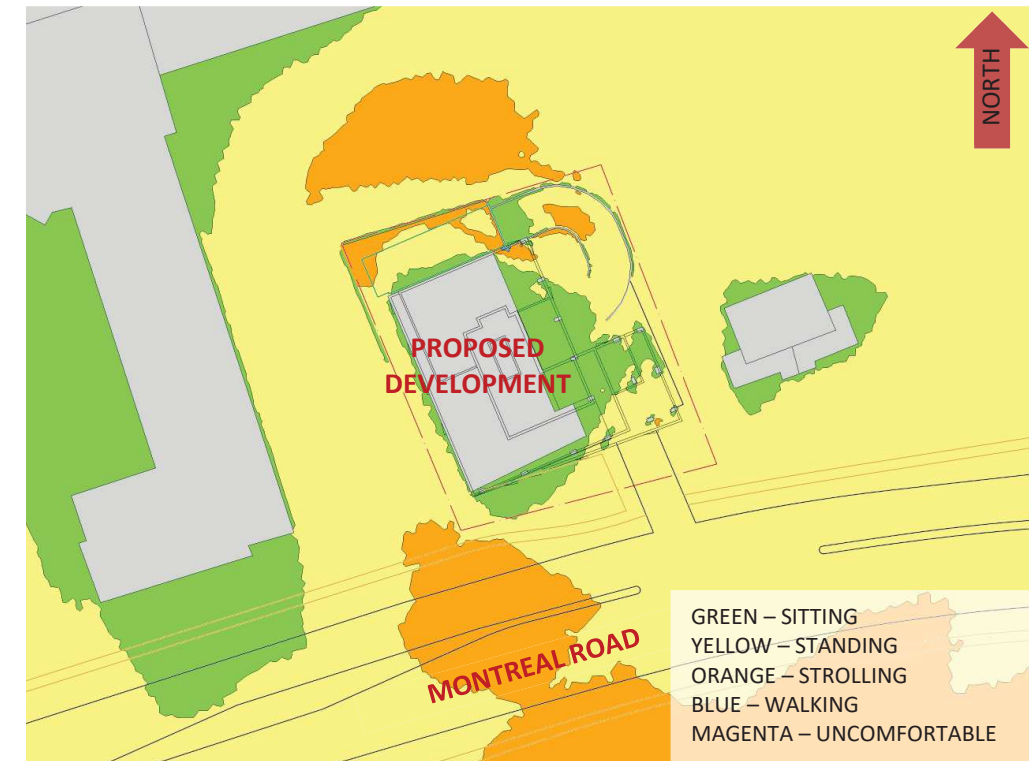 NORTH
PROPOSED
DEVELOPMENT
MONTREAL ROAD
GREEN – SITTING
YELLOW – STANDING
ORANGE – STROLLING
BLUE – WALKING
MAGENTA – UNCOMFORTABLE